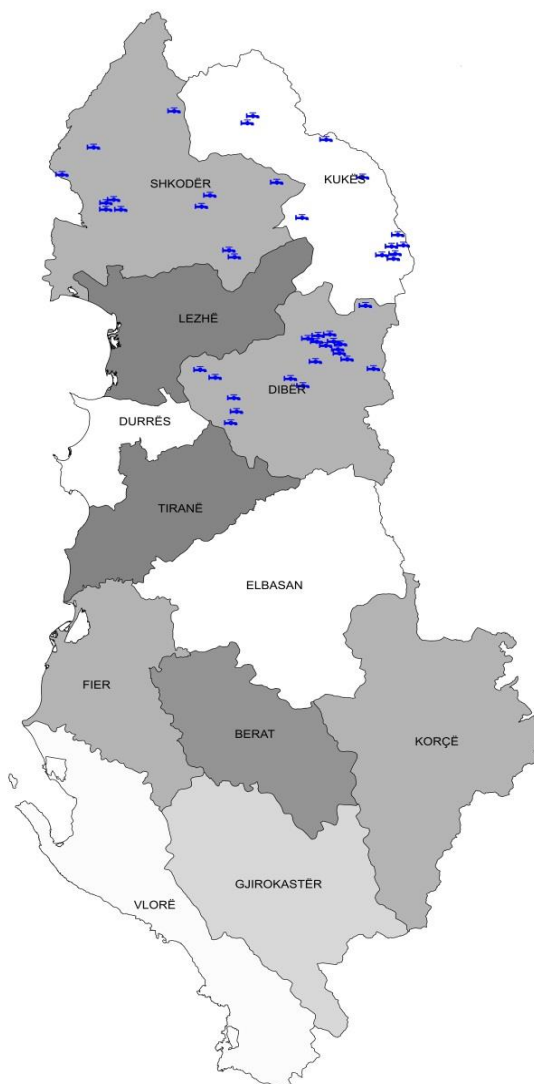 SHKODËR
KUKËS
LEZHË
DIBËR
DURRËS
TIRANË
ELBASAN
FIER
BERAT
KORÇË
GJIROKASTËR
VLORË